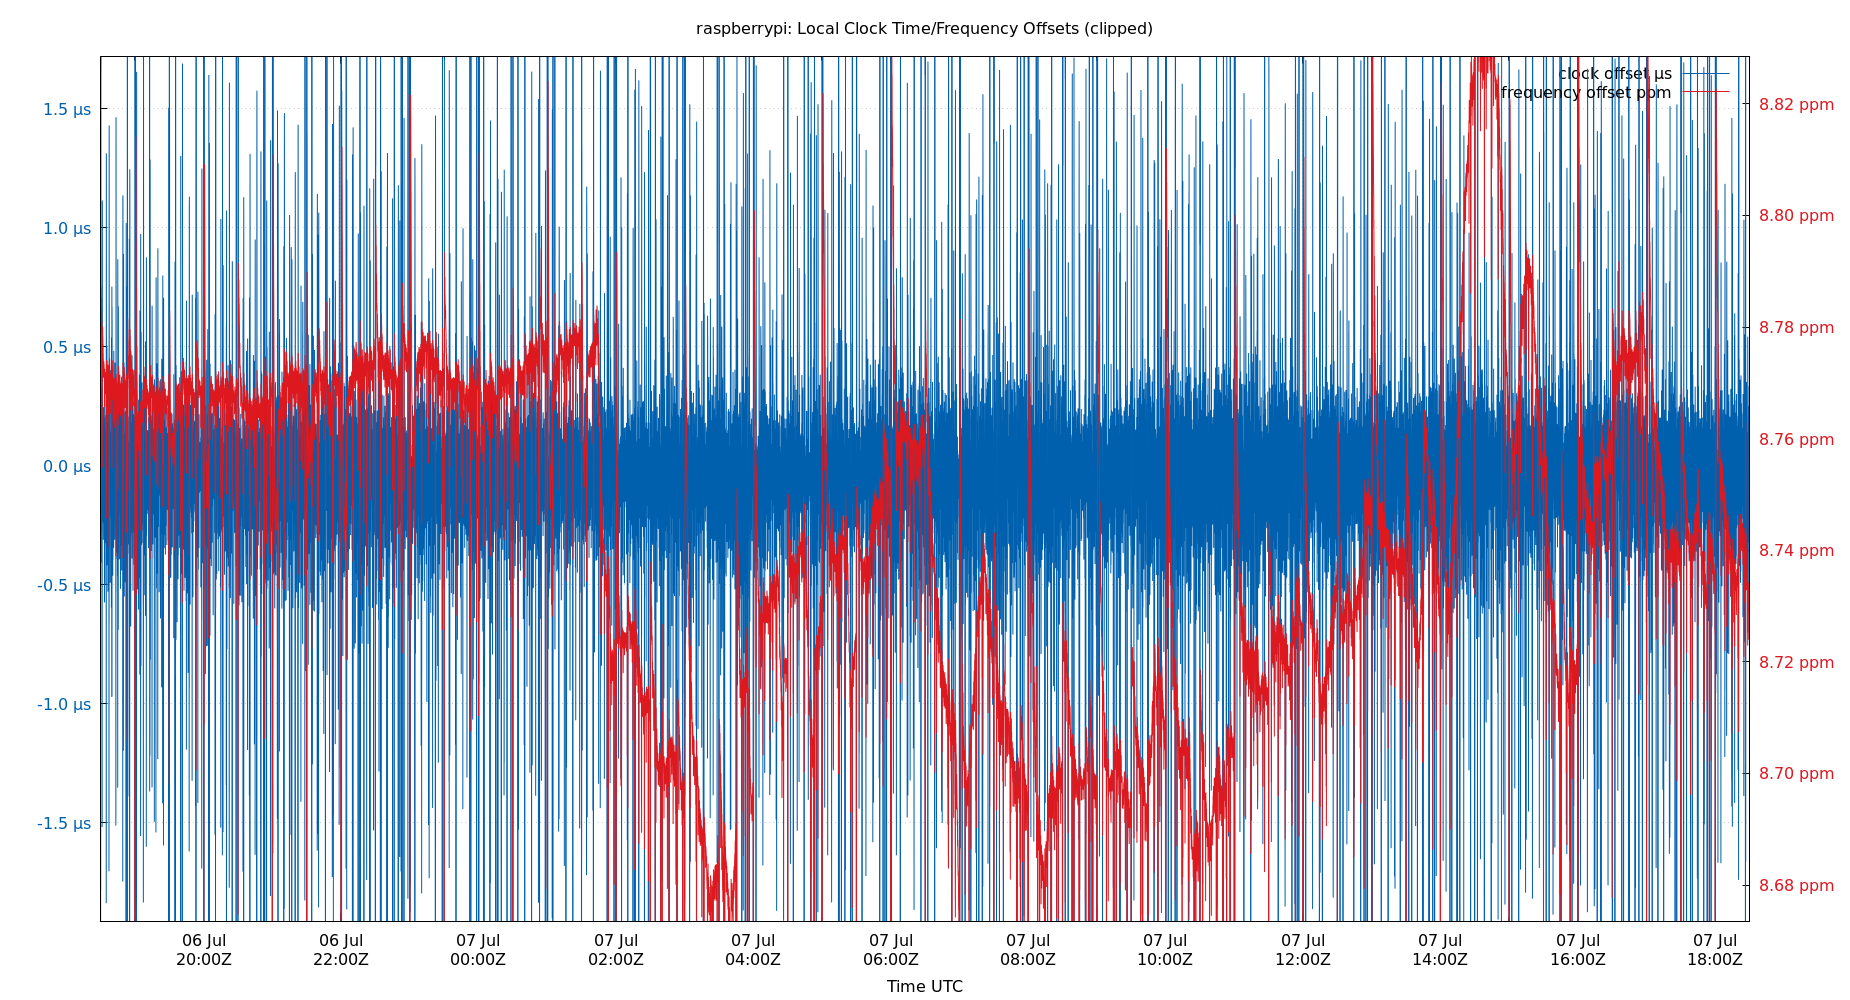 raspberrypi: Local Clock Time/Frequency Offsets (clipped)
clock offset µs
frequency offset ppm
1.5 µs
1.0 µs
0.5 µs
0.0 µs
-0.5 µs
-1.0 µs
-1.5 µs
8.82 ppm
8.80 ppm
8.78 ppm
8.76 ppm
8.74 ppm
8.72 ppm
8.70 ppm
8.68 ppm
06 Jul
20:00Z
06 Jul
22:00Z
07 Jul
00:00Z
07 Jul
02:00Z
07 Jul
04:00Z
07 Jul
06:00Z
07 Jul
08:00Z
07 Jul
10:00Z
07 Jul
12:00Z
07 Jul
14:00Z
07 Jul
16:00Z
07 Jul
18:00Z
Time UTC